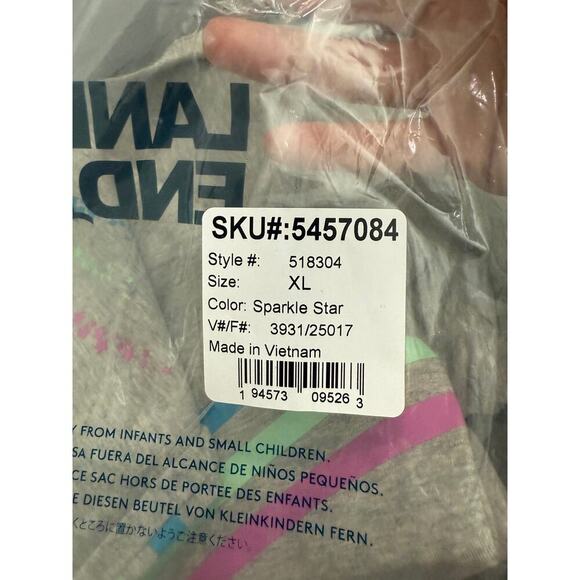 LAN
END
SKU#:5457084
Style #: 518304
Size: XL
Color: Sparkle Star
V#/F#: 3931/25017
Made in Vietnam
1 94573 09526 3
FROM INFANTS AND SMALL CHILDREN.
SA FUERA DEL ALCANCE DE NIÑOS PEQUEÑOS.
CE SAC HORS DE PORTEE DES ENFANTS.
DIESEN BEUTEL VON KLEINKINDERN FERN.
くところに置かないようご注意ください。